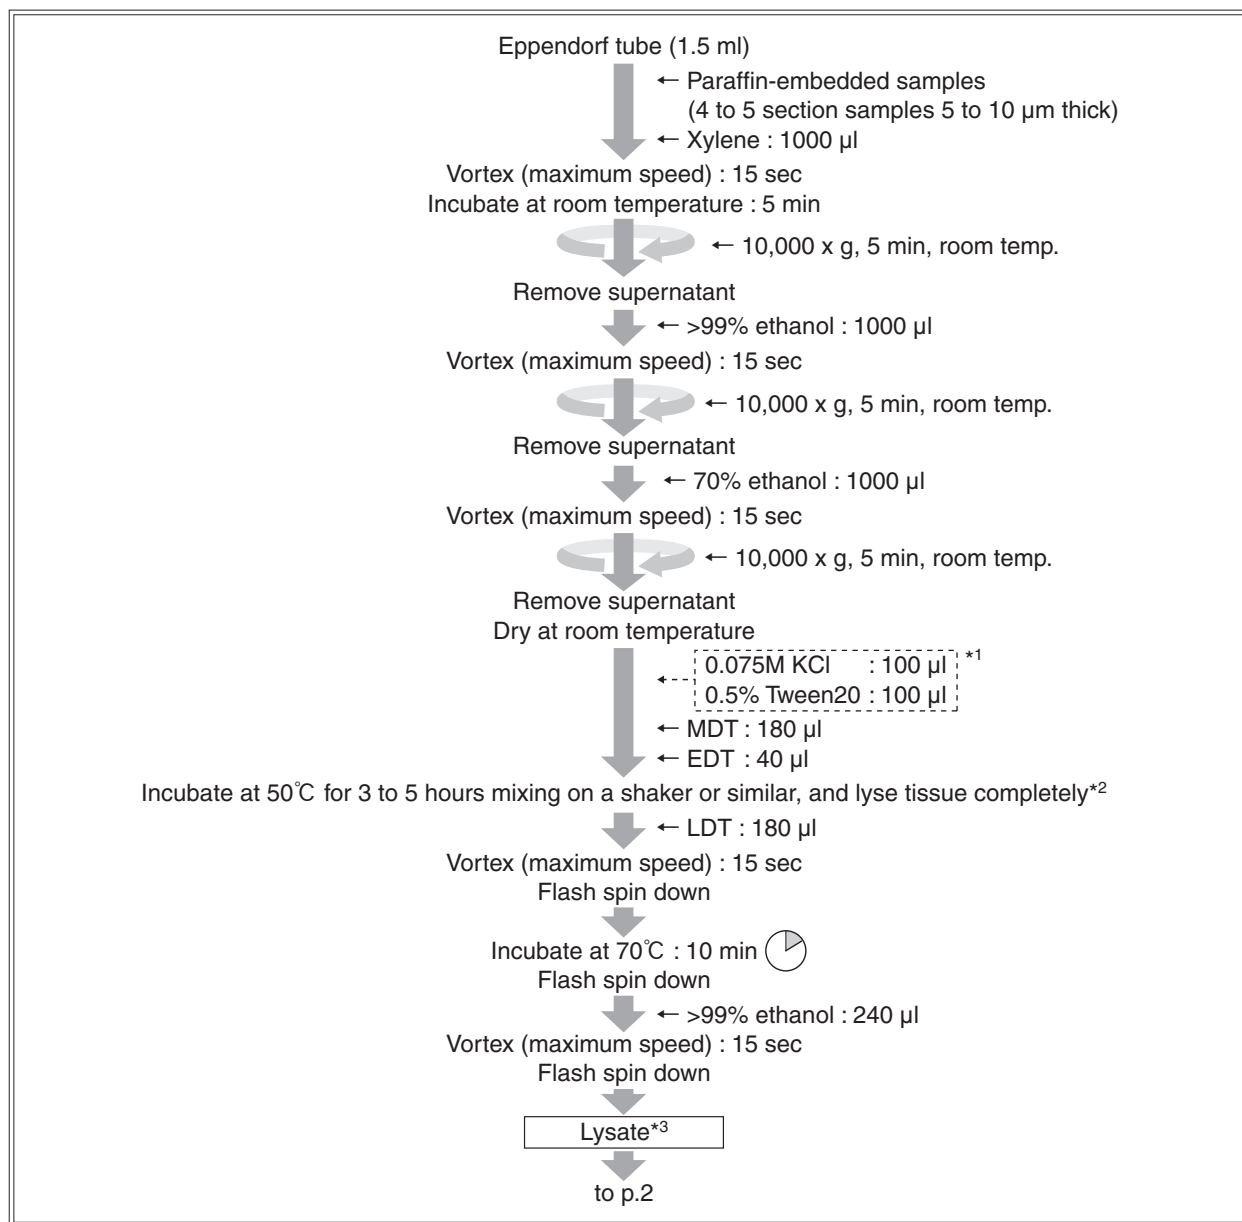 Eppendorf tube (1.5 ml)
← Paraffin-embedded samples
(4 to 5 section samples 5 to 10 µm thick)
← Xylene : 1000 µl
Vortex (maximum speed) : 15 sec
Incubate at room temperature : 5 min
← 10,000 x g, 5 min, room temp.
Remove supernatant
← >99% ethanol : 1000 µl
Vortex (maximum speed) : 15 sec
← 10,000 x g, 5 min, room temp.
Remove supernatant
← 70% ethanol : 1000 µl
Vortex (maximum speed) : 15 sec
← 10,000 x g, 5 min, room temp.
Remove supernatant
Dry at room temperature
0.075M KCl : 100 µl *1
0.5% Tween20 : 100 µl
← MDT : 180 µl
← EDT : 40 µl
Incubate at 50℃ for 3 to 5 hours mixing on a shaker or similar, and lyse tissue completely*2
← LDT : 180 µl
Vortex (maximum speed) : 15 sec
Flash spin down
Incubate at 70℃ : 10 min
Flash spin down
← >99% ethanol : 240 µl
Vortex (maximum speed) : 15 sec
Flash spin down
Lysate*3
to p.2